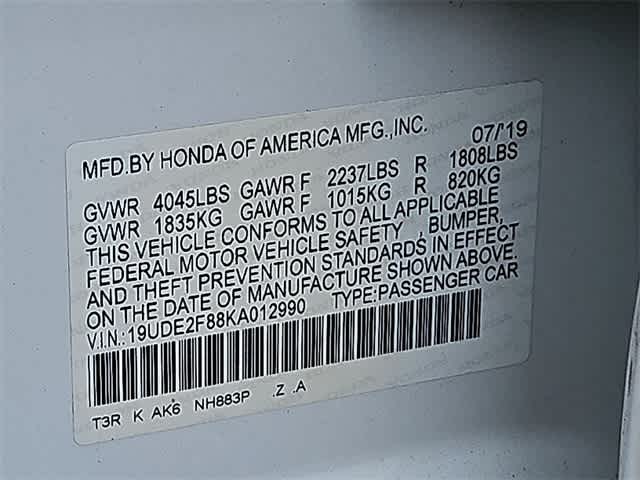 MFD.BY HONDA OF AMERICA MFG.,INC. 07/'19
GVWR 4045LBS GAWR F 2237LBS R 1808LBS
GVWR 1835KG GAWR F 1015KG R 820KG
THIS VEHICLE CONFORMS TO ALL APPLICABLE
FEDERAL MOTOR VEHICLE SAFETY , BUMPER,
AND THEFT PREVENTION STANDARDS IN EFFECT
ON THE DATE OF MANUFACTURE SHOWN ABOVE.
V.I.N.:19UDE2F88KA012990 TYPE:PASSENGER CAR
T3R K AK6 NH883P .Z .A